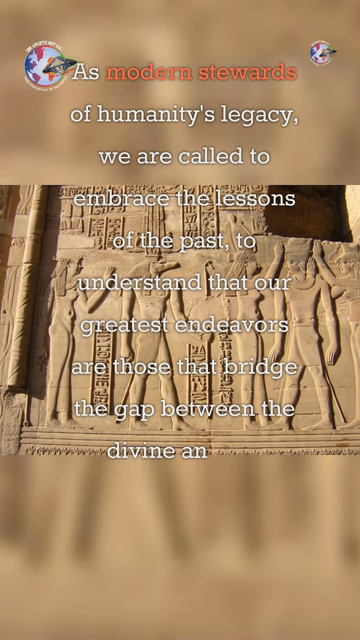 As modern stewards
of humanity's legacy,
we are called to
embrace the lessons
of the past, to
understand that our
greatest endeavors
are those that bridge
the gap between the
divine an